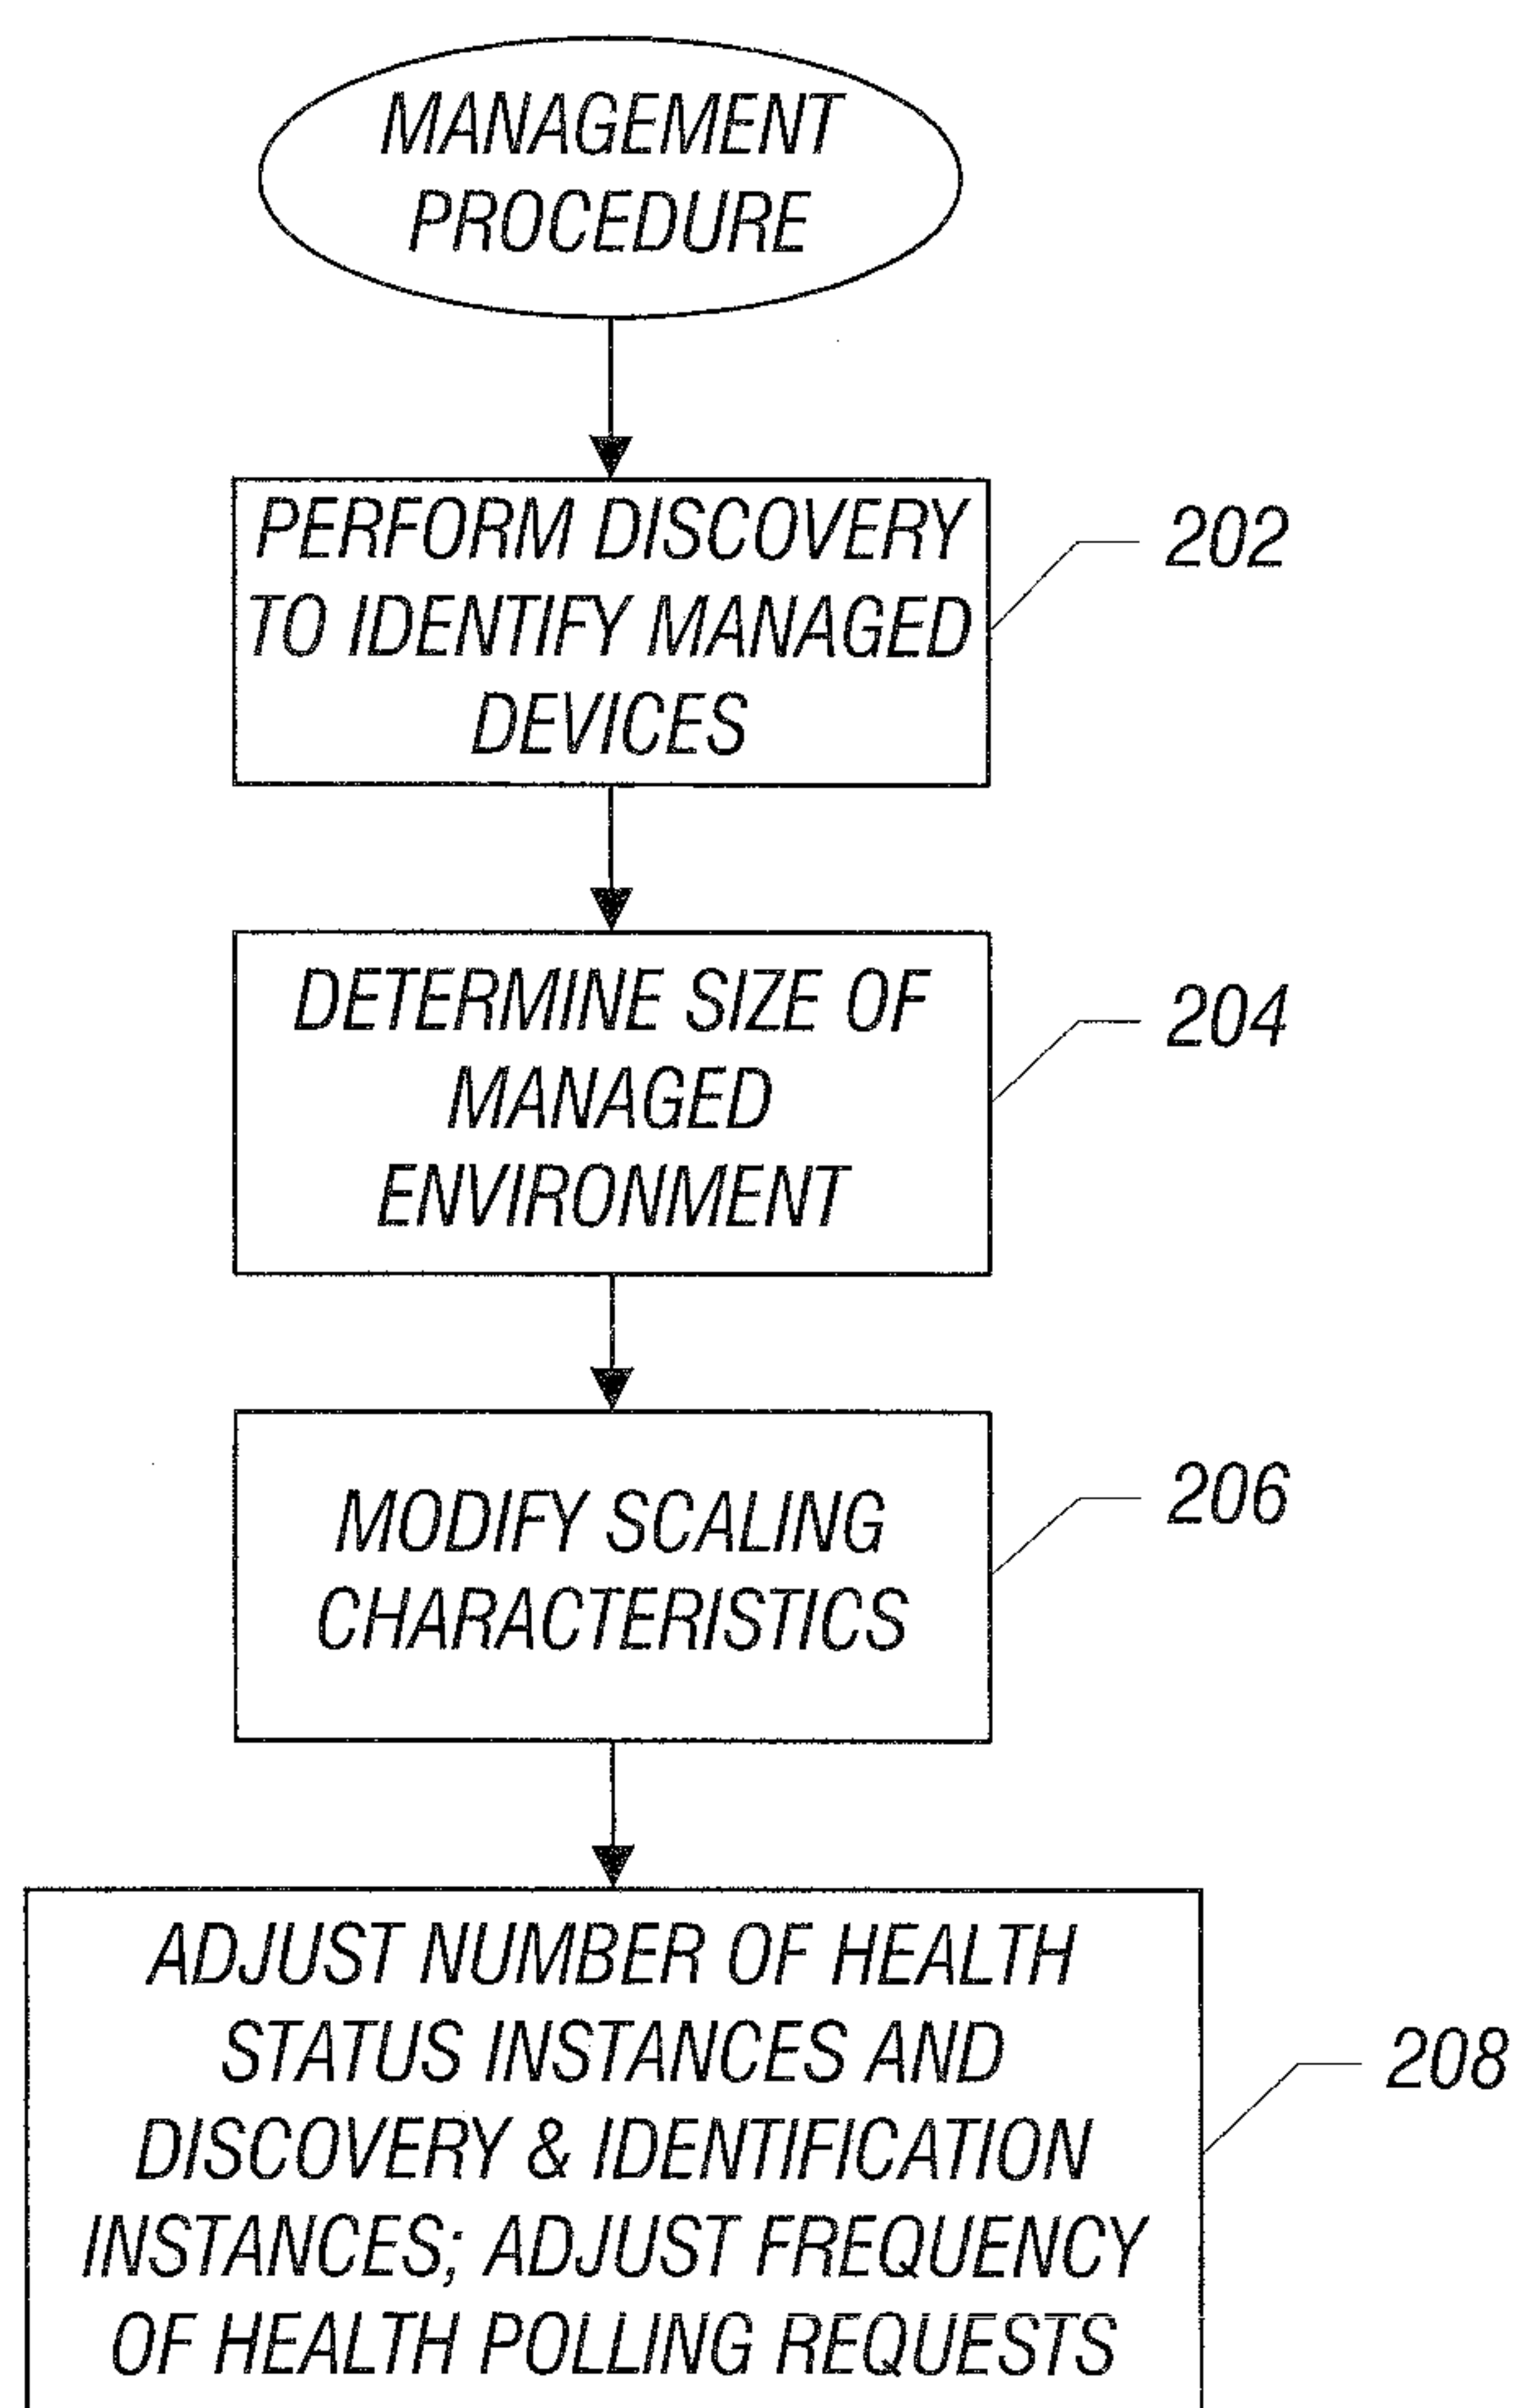 MANAGEMENT
PROCEDURE
PERFORM DISCOVERY
TO IDENTIFY MANAGED
DEVICES
202
DETERMINE SIZE OF
MANAGED
ENVIRONMENT
204
MODIFY SCALING
CHARACTERISTICS
206
ADJUST NUMBER OF HEALTH
STATUS INSTANCES AND
DISCOVERY & IDENTIFICATION
INSTANCES; ADJUST FREQUENCY
OF HEALTH POLLING REQUESTS
208